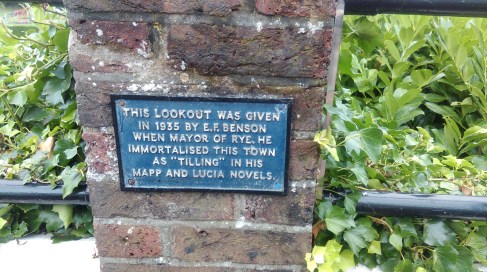 THIS LOOKOUT WAS GIVEN
IN 1935 BY E.F. BENSON
WHEN MAYOR OF RYE. HE
IMMORTALISED THIS TOWN
AS "TILLING" IN HIS
MAPP AND LUCIA NOVELS.